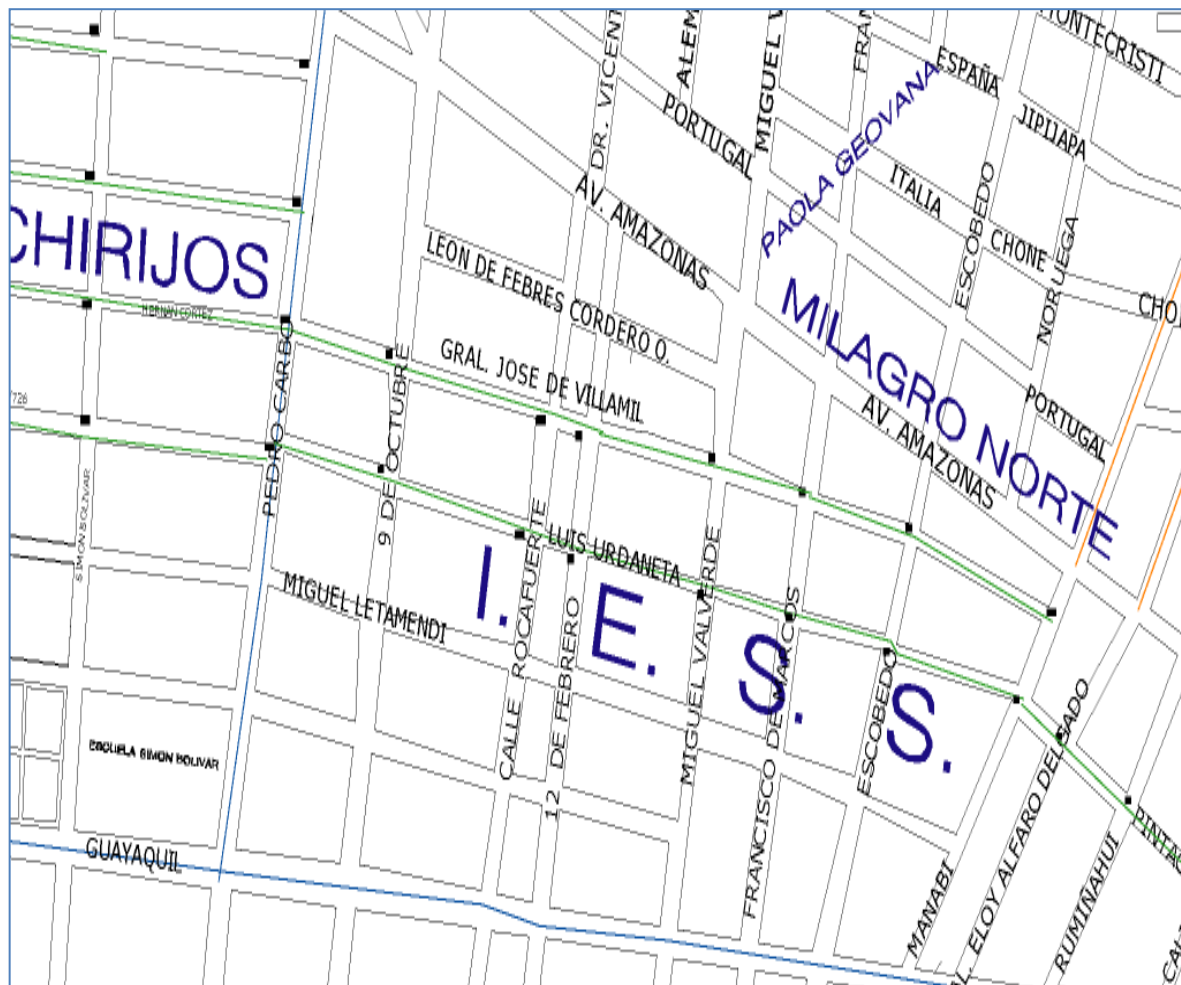 MONTECRISTI
ESPAÑA
JIPIJAPA
DR. VICENT
ALEM
MIGUEL V
FRAN
PORTUGAL
PAOLA GEOVANA
ITALIA
AV. AMAZONAS
ESCOBEDO
CHONE
NORUEGA
CHIRIJOS
LEON DE FEBRES CORDERO O.
HERNAN CORTEZ
MILAGRO NORTE
GRAL. JOSE DE VILLAMIL
PEDRO CARBO
9 DE OCTUBRE
AV. AMAZONAS
PORTUGAL
SIMON BOLIVAR
LUIS URDANETA
I. E. S. S.
MIGUEL LETAMENDI
CALLE ROCAFUERTE
12 DE FEBRERO
MIGUEL VALVERDE
FRANCISCO DE MARCOS
ESCOBEDO
ESCUELA SIMON BOLIVAR
GUAYAQUIL
MANABI
L. ELOY ALFARO DELGADO
RUMIÑAHUI
PINTA